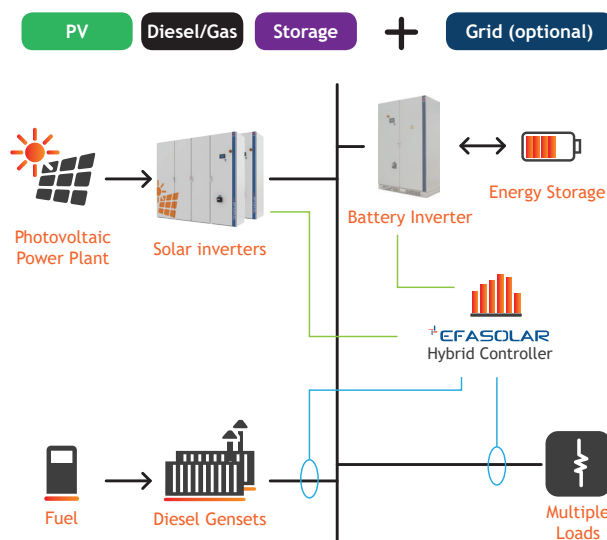 PV
Diesel/Gas
Storage
+
Grid (optional)
Photovoltaic
Power Plant
Solar inverters
Battery Inverter
Energy Storage
EFASOLAR
Hybrid Controller
Fuel
Diesel Gensets
Multiple
Loads